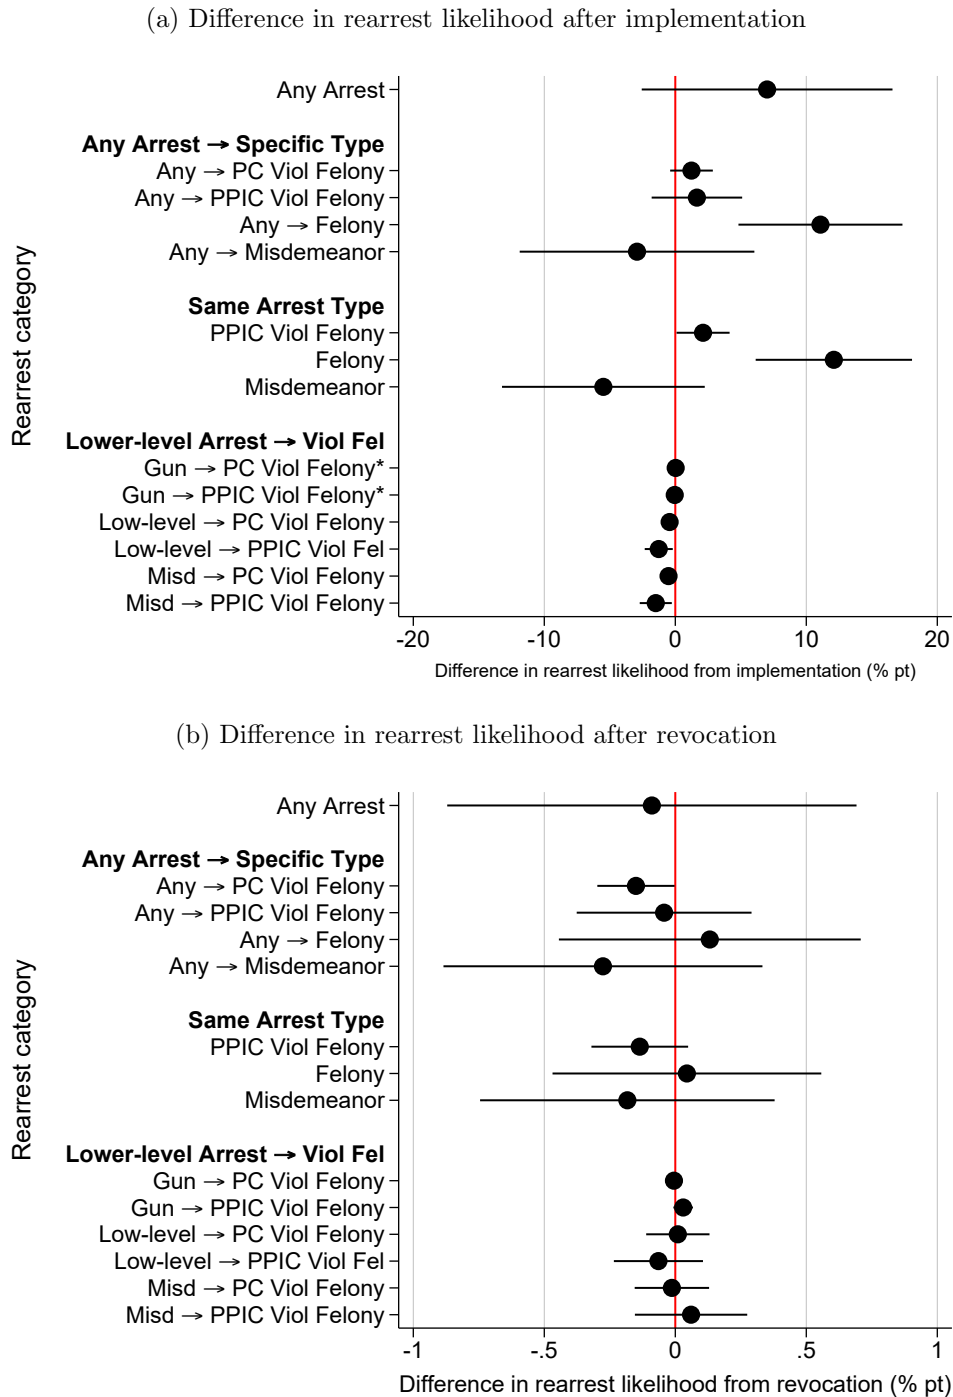 (a) Difference in rearrest likelihood after implementation
Rearrest category
Any Arrest
Any Arrest → Specific Type
Any → PC Viol Felony
Any → PPIC Viol Felony
Any → Felony
Any → Misdemeanor
Same Arrest Type
PPIC Viol Felony
Felony
Misdemeanor
Lower-level Arrest → Viol Fel
Gun → PC Viol Felony*
Gun → PPIC Viol Felony*
Low-level → PC Viol Felony
Low-level → PPIC Viol Fel
Misd → PC Viol Felony
Misd → PPIC Viol Felony
-20 -10 0 10 20
Difference in rearrest likelihood from implementation (% pt)
(b) Difference in rearrest likelihood after revocation
Rearrest category
Any Arrest
Any Arrest → Specific Type
Any → PC Viol Felony
Any → PPIC Viol Felony
Any → Felony
Any → Misdemeanor
Same Arrest Type
PPIC Viol Felony
Felony
Misdemeanor
Lower-level Arrest → Viol Fel
Gun → PC Viol Felony
Gun → PPIC Viol Felony
Low-level → PC Viol Felony
Low-level → PPIC Viol Fel
Misd → PC Viol Felony
Misd → PPIC Viol Felony
-1 -.5 0 .5 1
Difference in rearrest likelihood from revocation (% pt)